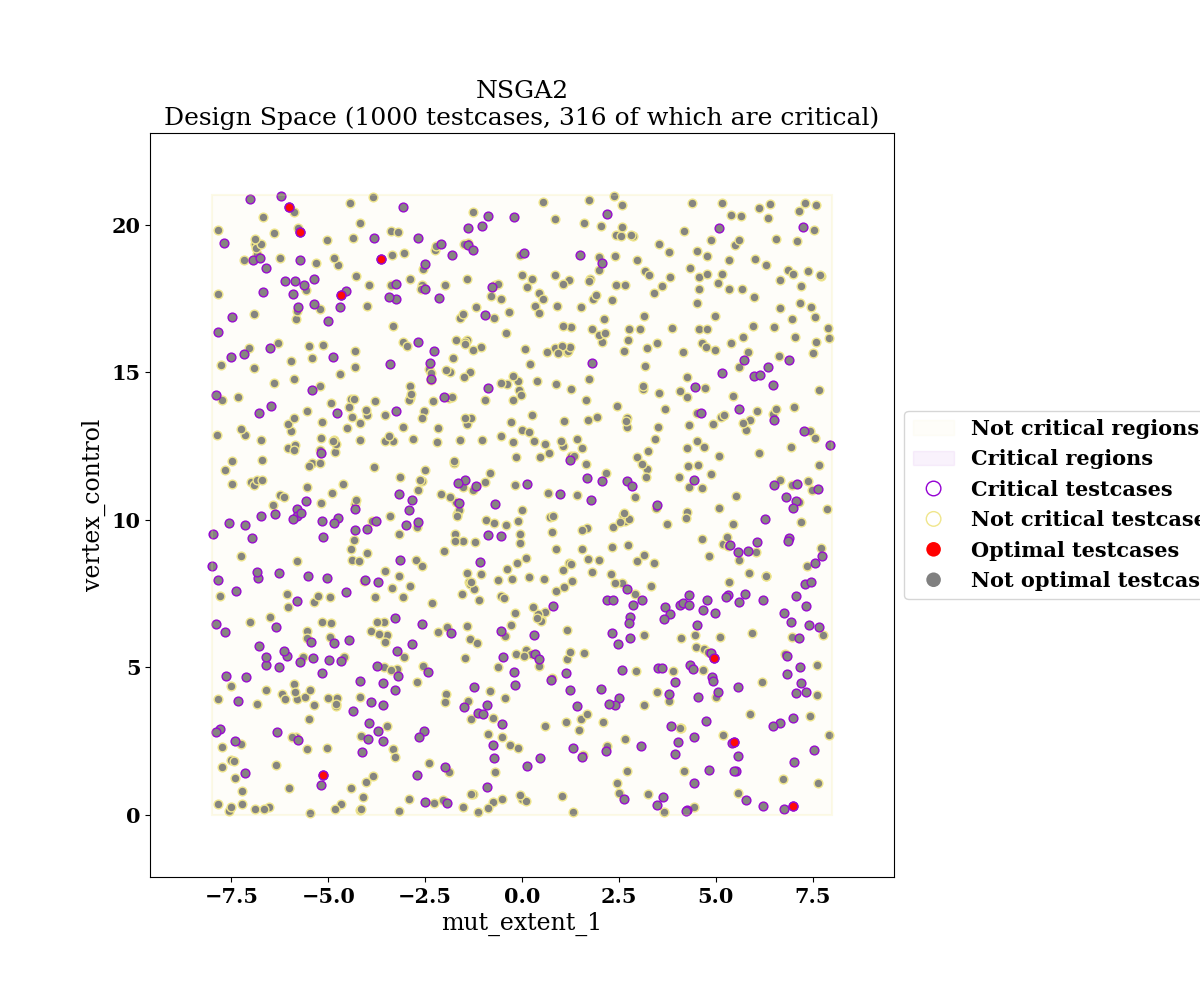 NSGA2
Design Space (1000 testcases, 316 of which are critical)
20
15
10
5
0
vertex_control
−7.5
−5.0
−2.5
0.0
2.5
5.0
7.5
mut_extent_1
Not critical regions
Critical regions
Critical testcases
Not critical testcase
Optimal testcases
Not optimal testcas